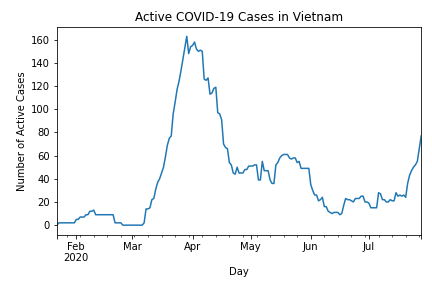 Active COVID-19 Cases in Vietnam
160
140
120
100
80
60
40
20
0
Number of Active Cases
Feb
2020
Mar
Apr
May
Jun
Jul
Day